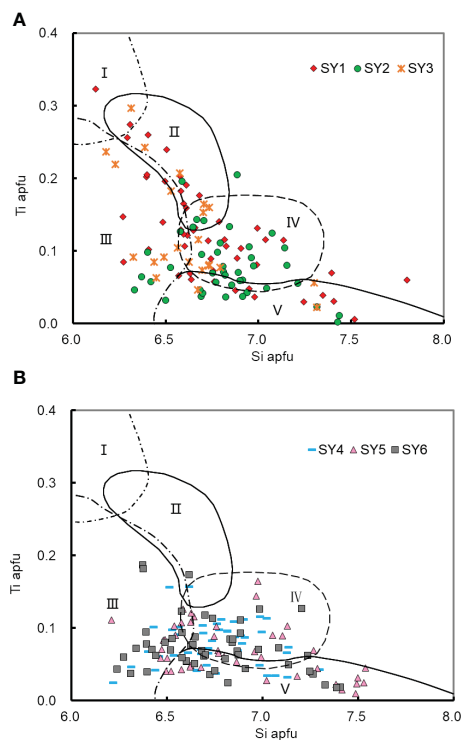 A
0.4
SY1 SY2 SY3
I
0.3
II
Ti apfu
0.2
III
IV
0.1
V
0.0
6.0 6.5 7.0 7.5 8.0
Si apfu
B
0.4
SY4 SY5 SY6
I
0.3
II
Ti apfu
0.2
III
IV
0.1
V
0.0
6.0 6.5 7.0 7.5 8.0
Si apfu